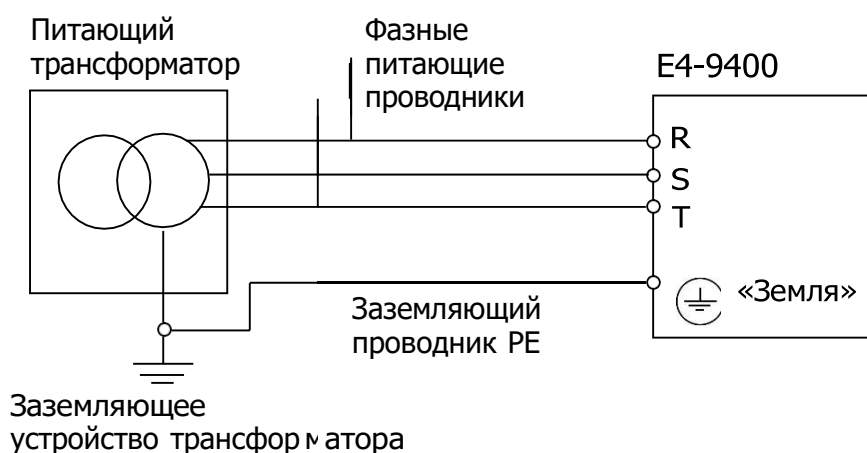 Питающий
трансформатор
Фазные
питающие
проводники
E4-9400
R
S
T
«Земля»
Заземляющий
проводник PE
Заземляющее
устройство трансформатора